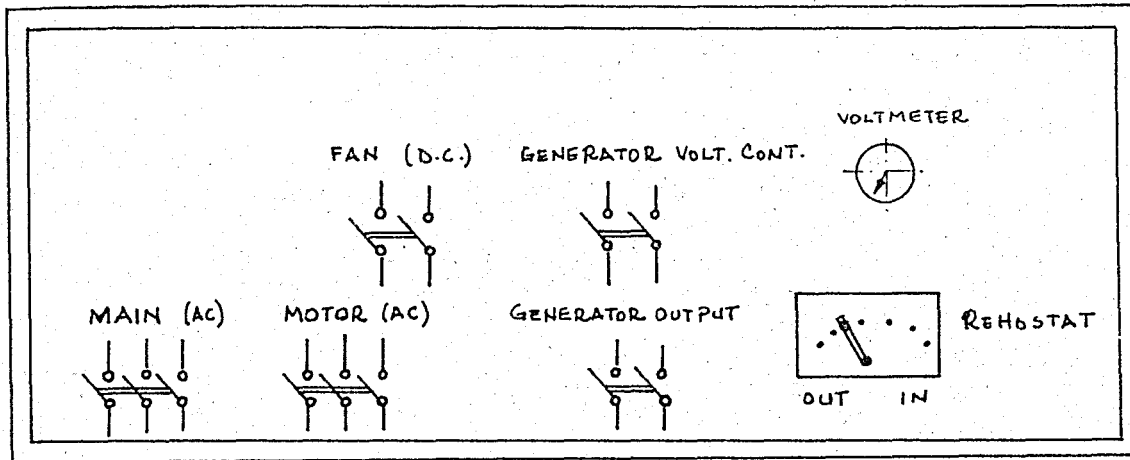 VOLTMETER
FAN (D.C.) GENERATOR VOLT. CONT.
MAIN (AC) MOTOR (AC) GENERATOR OUTPUT
REHOSTAT
OUT IN